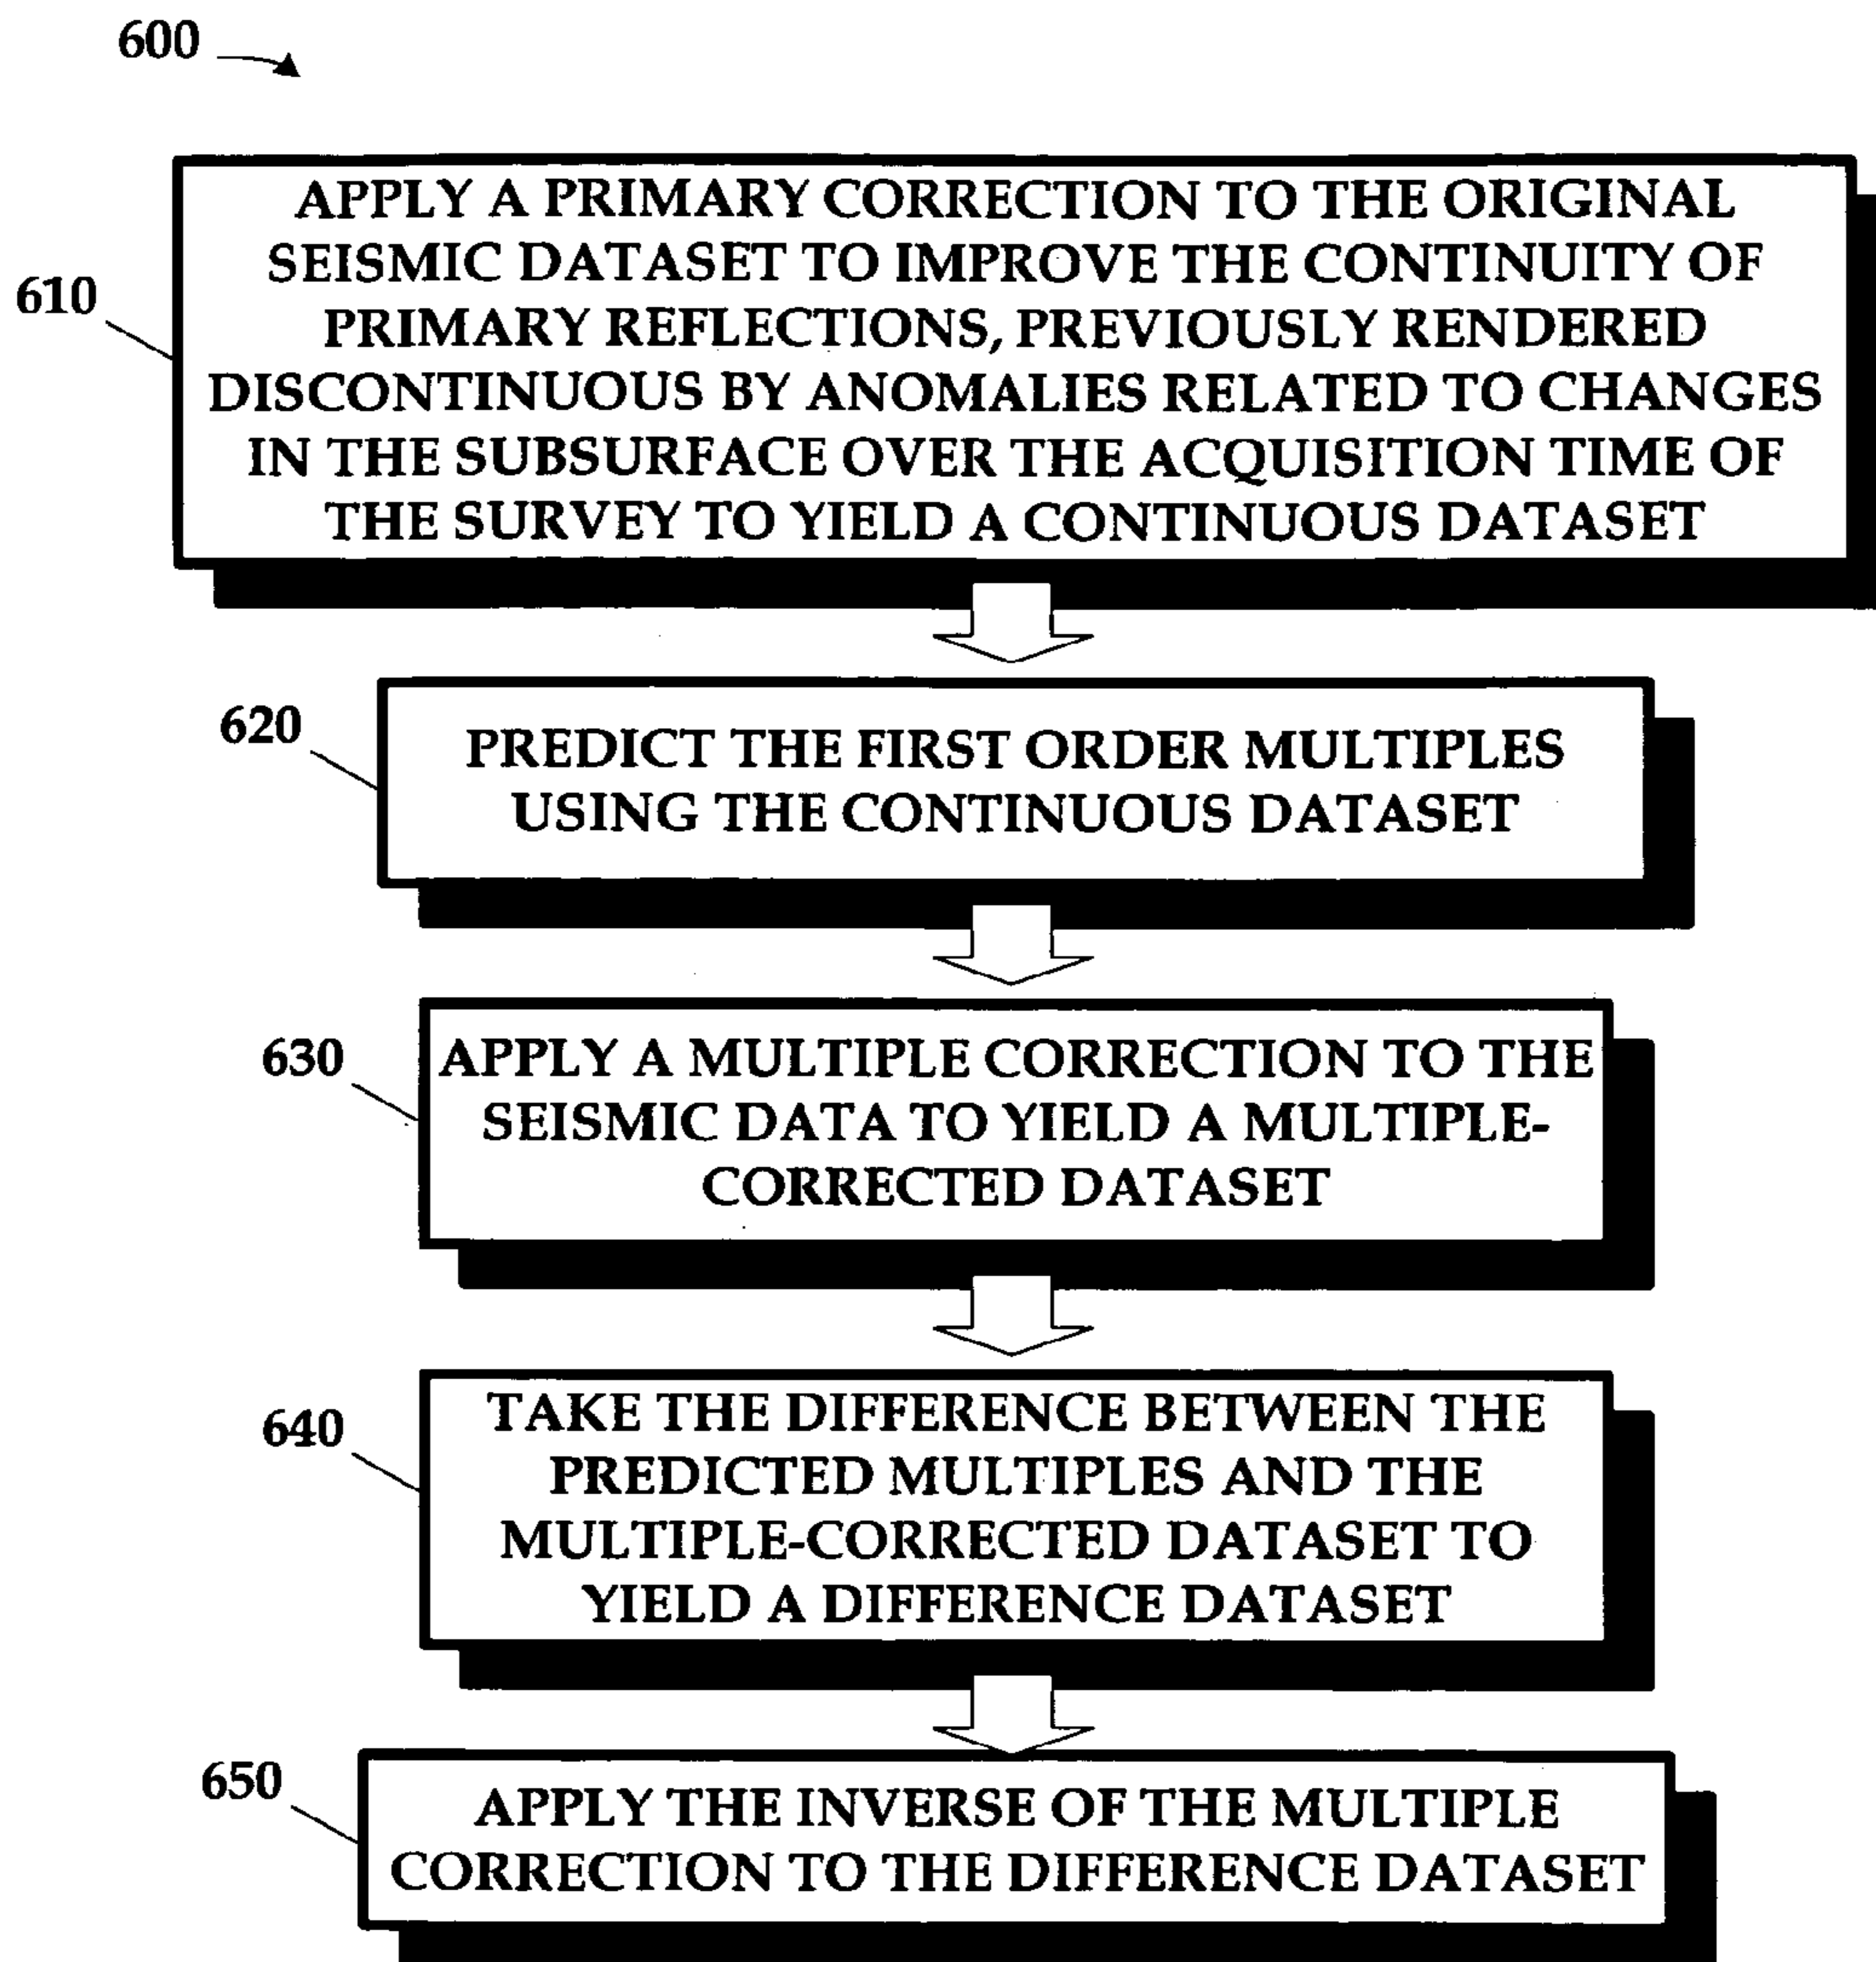 600
APPLY A PRIMARY CORRECTION TO THE ORIGINAL
SEISMIC DATASET TO IMPROVE THE CONTINUITY OF
PRIMARY REFLECTIONS, PREVIOUSLY RENDERED
DISCONTINUOUS BY ANOMALIES RELATED TO CHANGES
IN THE SUBSURFACE OVER THE ACQUISITION TIME OF
THE SURVEY TO YIELD A CONTINUOUS DATASET
610
620
PREDICT THE FIRST ORDER MULTIPLES
USING THE CONTINUOUS DATASET
630
APPLY A MULTIPLE CORRECTION TO THE
SEISMIC DATA TO YIELD A MULTIPLE-
CORRECTED DATASET
640
TAKE THE DIFFERENCE BETWEEN THE
PREDICTED MULTIPLES AND THE
MULTIPLE-CORRECTED DATASET TO
YIELD A DIFFERENCE DATASET
650
APPLY THE INVERSE OF THE MULTIPLE
CORRECTION TO THE DIFFERENCE DATASET